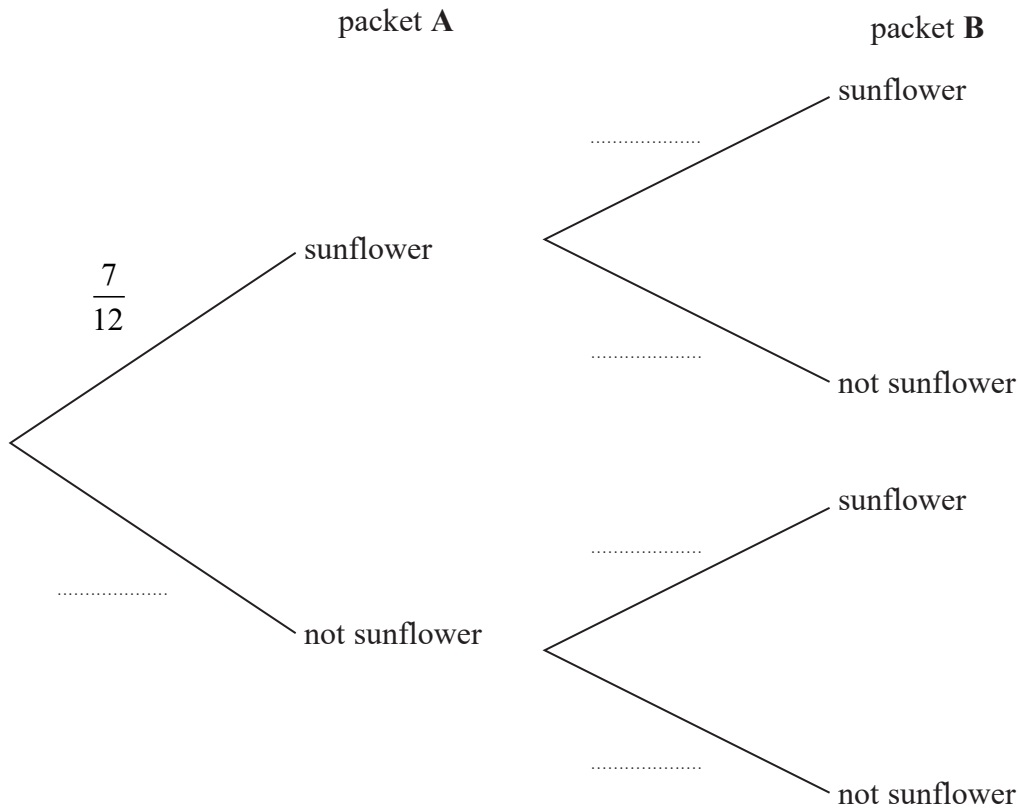 packet A
packet B
sunflower
....................
sunflower
7
12
....................
not sunflower
sunflower
....................
....................
not sunflower
....................
not sunflower